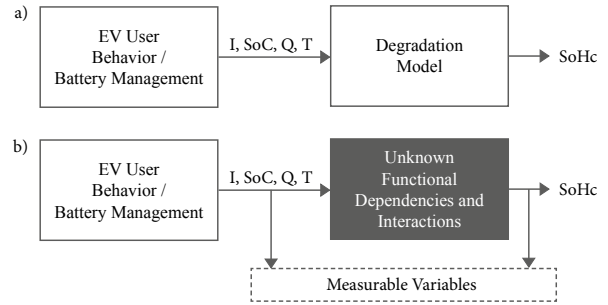 a)
EV User
Behavior /
Battery Management
I, SoC, Q, T
Degradation
Model
SoHc
b)
EV User
Behavior /
Battery Management
I, SoC, Q, T
Unknown
Functional
Dependencies and
Interactions
SoHc
Measurable Variables